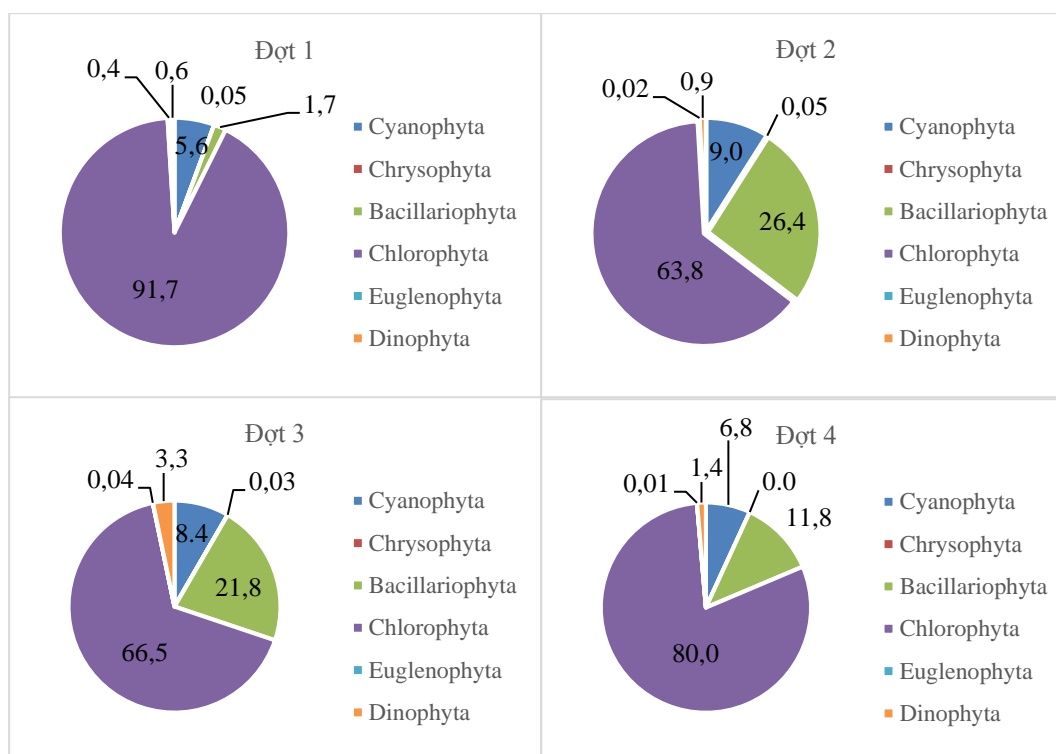 Đợt 1
0,4
0,6
0,05
1,7
5,6
91,7
Cyanophyta
Chrysophyta
Bacillariophyta
Chlorophyta
Euglenophyta
Dinophyta
Đợt 2
0,02
0,9
0,05
9,0
26,4
63,8
Cyanophyta
Chrysophyta
Bacillariophyta
Chlorophyta
Euglenophyta
Dinophyta
Đợt 3
0,04
3,3
0,03
8.4
21,8
66,5
Cyanophyta
Chrysophyta
Bacillariophyta
Chlorophyta
Euglenophyta
Dinophyta
Đợt 4
0,01
1,4
6,8
0.0
11,8
80,0
Cyanophyta
Chrysophyta
Bacillariophyta
Chlorophyta
Euglenophyta
Dinophyta